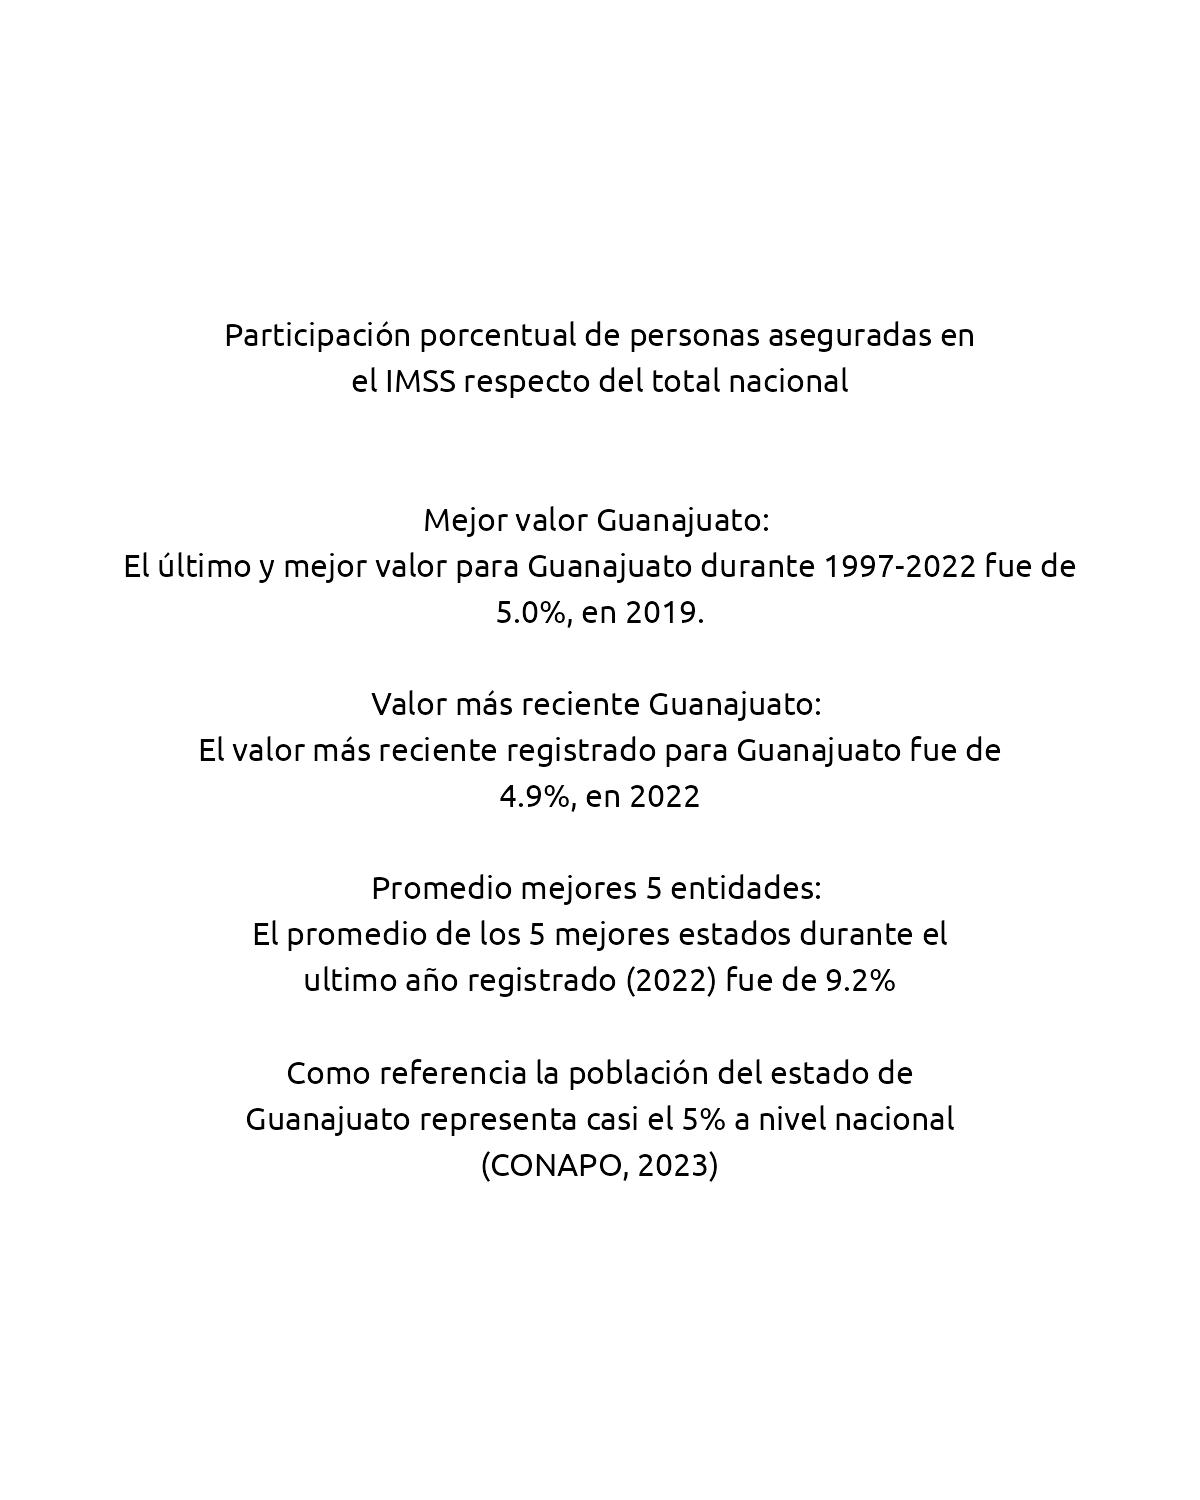 Participación porcentual de personas aseguradas en
el IMSS respecto del total nacional
Mejor valor Guanajuato:
El último y mejor valor para Guanajuato durante 1997-2022 fue de
5.0%, en 2019.
Valor más reciente Guanajuato:
El valor más reciente registrado para Guanajuato fue de
4.9%, en 2022
Promedio mejores 5 entidades:
El promedio de los 5 mejores estados durante el
ultimo año registrado (2022) fue de 9.2%
Como referencia la población del estado de
Guanajuato representa casi el 5% a nivel nacional
(CONAPO, 2023)